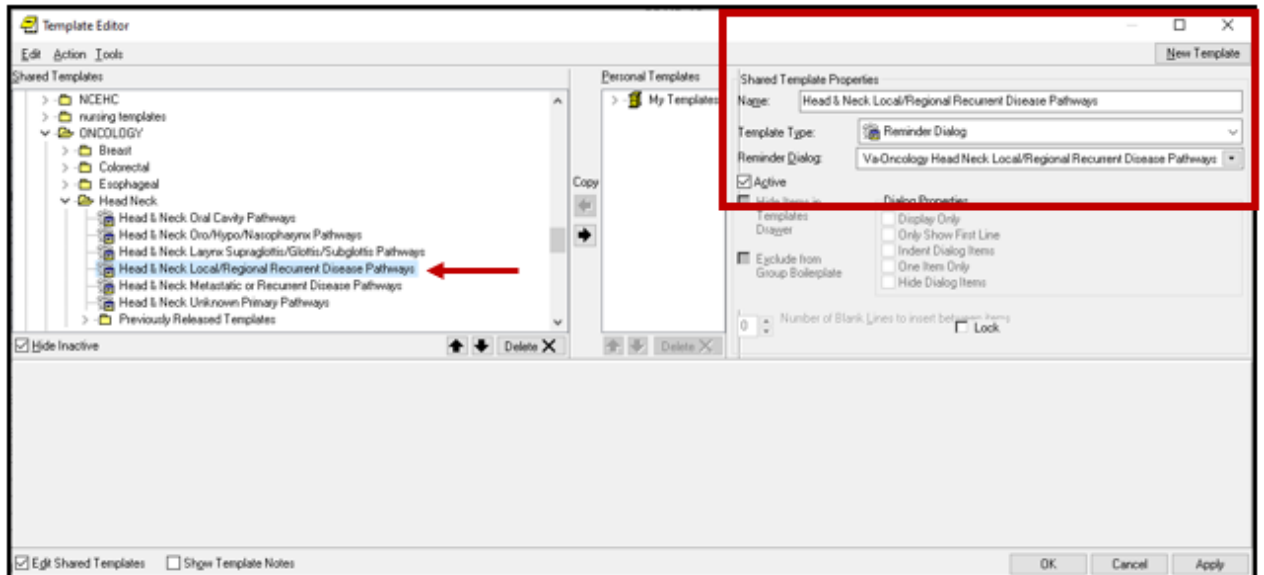 Template Editor
Edit Action Tools
New Template
Shared Templates
NCEHC
nursing templates
ONCOLOGY
Breast
Colorectal
Esophageal
Head Neck
Head & Neck Oral Cavity Pathways
Head & Neck Oro/Hypo/Nasopharynx Pathways
Head & Neck Larynx Supraglottis/Glottis/Subglottis Pathways
Head & Neck Local/Regional Recurrent Disease Pathways
Head & Neck Metastatic or Recurrent Disease Pathways
Head & Neck Unknown Primary Pathways
Previously Released Templates
Hide Inactive
Delete
Copy
Personal Templates
My Templates
Delete
Shared Template Properties
Name: Head & Neck Local/Regional Recurrent Disease Pathways
Template Type: Reminder Dialog
Reminder Dialog: Va-Oncology Head Neck Local/Regional Recurrent Disease Pathways
Active
Hide Items in
Templates
Drawer
Exclude from
Group Boilerplate
Dialog Properties
Display Only
Only Show First Line
Indent Dialog Items
One Item Only
Hide Dialog Items
0 Number of Blank Lines to insert between items
Lock
Edit Shared Templates Show Template Notes
OK Cancel Apply